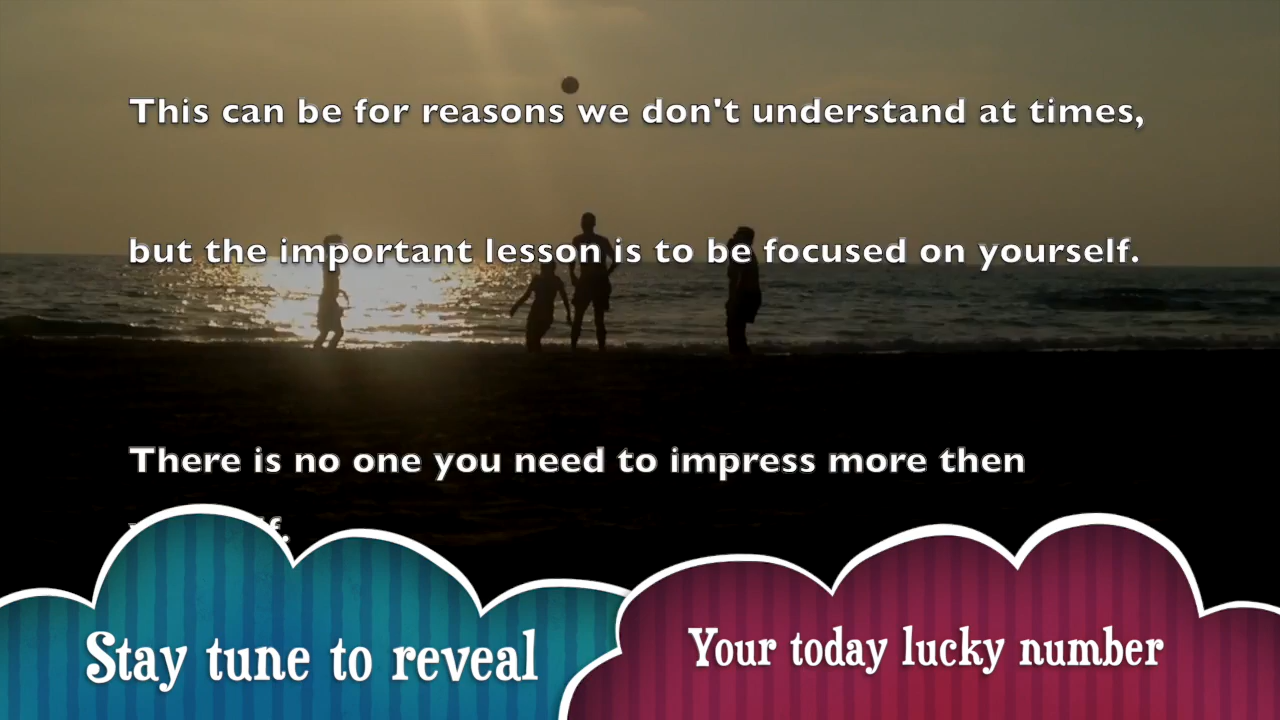 This can be for reasons we don't understand at times,
but the important lesson is to be focused on yourself.
There is no one you need to impress more then
Stay tune to reveal
Your today lucky number